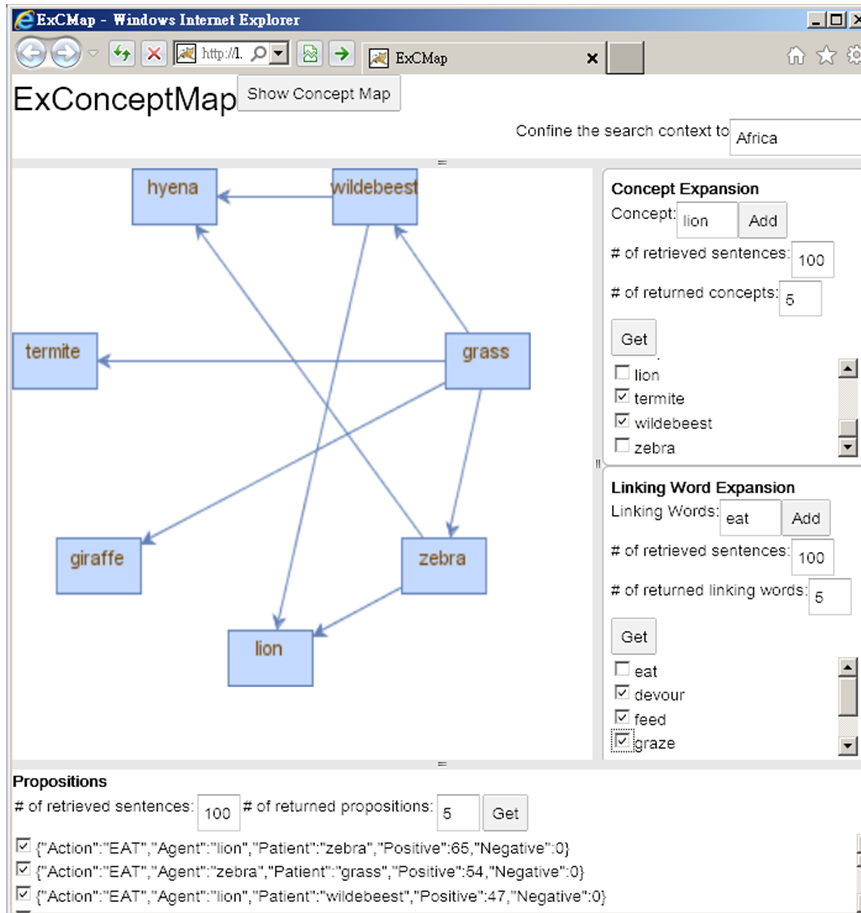 ExCMap - Windows Internet Explorer
http://l.
ExCMap
ExConceptMap
Show Concept Map
Confine the search context to
Africa
hyena
wildebeest
termite
grass
giraffe
zebra
lion
Concept Expansion
Concept: lion Add
# of retrieved sentences: 100
# of returned concepts: 5
Get
lion
termite
wildebeest
zebra
Linking Word Expansion
Linking Words: eat Add
# of retrieved sentences: 100
# of returned linking words: 5
Get
eat
devour
feed
graze
Propositions
# of retrieved sentences: 100 # of returned propositions: 5 Get
{"Action":"EAT","Agent":"lion","Patient":"zebra","Positive":65,"Negative":0}
{"Action":"EAT","Agent":"zebra","Patient":"grass","Positive":54,"Negative":0}
{"Action":"EAT","Agent":"lion","Patient":"wildebeest","Positive":47,"Negative":0}